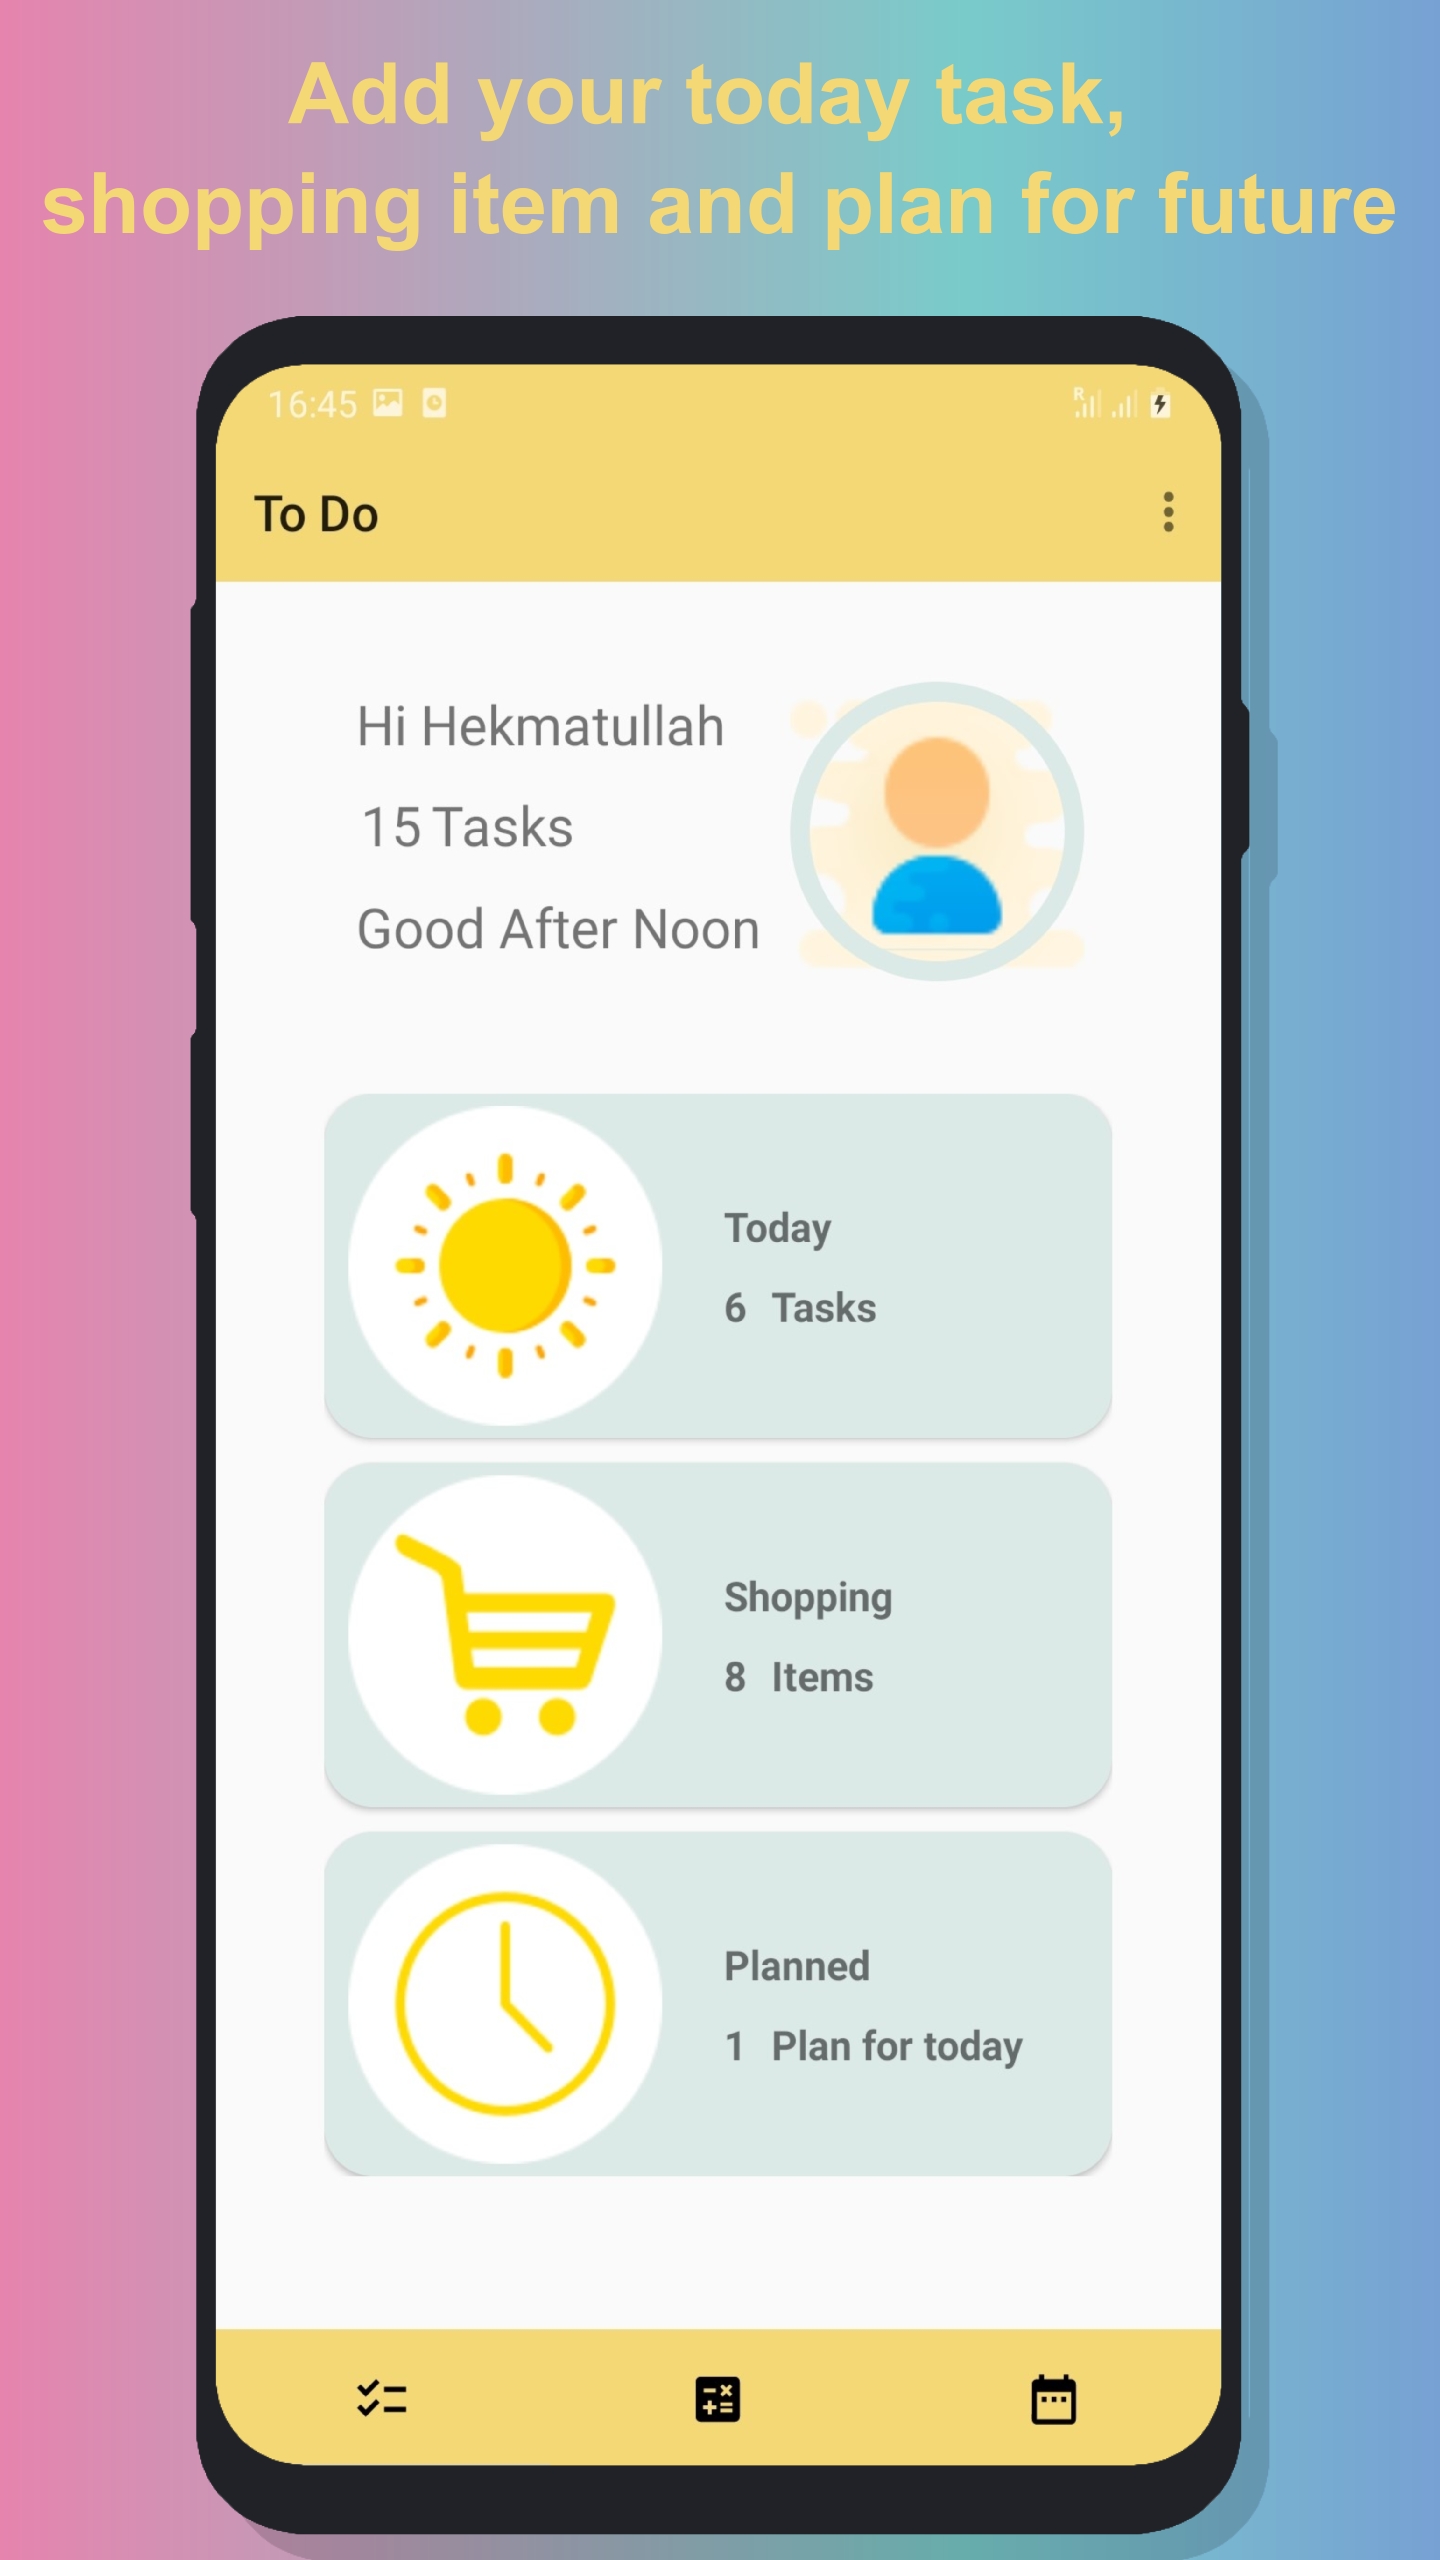 Add your today task,
shopping item and plan for future
16:45
R
To Do
Hi Hekmatullah
15 Tasks
Good After Noon
Today
6 Tasks
Shopping
8 Items
Planned
1 Plan for today